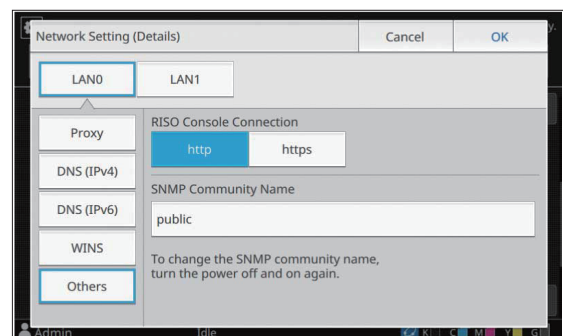 Network Setting (Details)
Cancel
OK
LAN0
LAN1
Proxy
DNS (IPv4)
DNS (IPv6)
WINS
Others
RISO Console Connection
http
https
SNMP Community Name
public
To change the SNMP community name,
turn the power off and on again.
Admin
Idle
K
C
M
Y
G